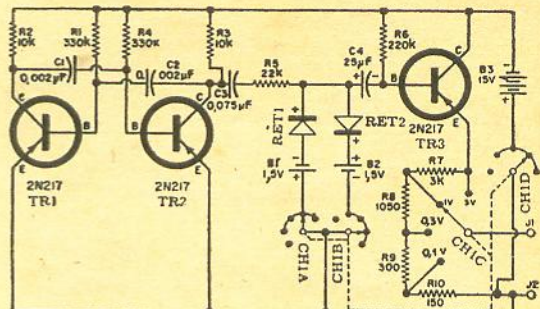 R2
10k
R1
330k
R4
330k
R3
10k
C1
0,002µF
C2
0,002µF
C3
0,075µF
R5
22k
C4
25µF
R6
220k
C
B
E
2N217
TR1
C
B
E
2N217
TR2
RET1
RET2
B1
1,5V
B2
1,5V
C
B
E
2N217
TR3
B3
15V
R7
3K
R8
1050
1V
3V
0,3V
R9
300
0,1V
R10
150
CH1A
CH1B
CH1C
CH1D
J1
J2